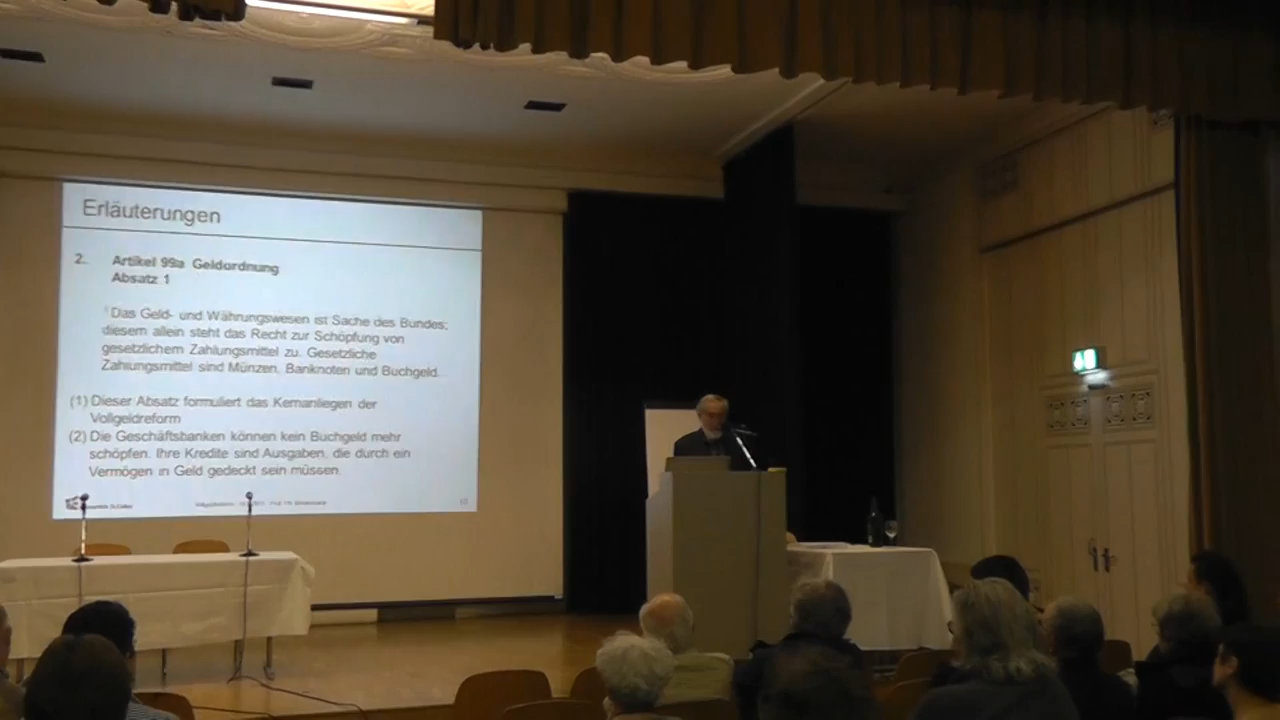 Erläuterungen
2. Artikel 99a Geldordnung
Absatz 1
¹Das Geld- und Währungswesen ist Sache des Bundes;
diesem allein steht das Recht zur Schöpfung von
gesetzlichem Zahlungsmittel zu. Gesetzliche
Zahlungsmittel sind Münzen, Banknoten und Buchgeld.
(1) Dieser Absatz formuliert das Kernanliegen der
Vollgeldreform
(2) Die Geschäftsbanken können kein Buchgeld mehr
schöpfen. Ihre Kredite sind Ausgaben, die durch ein
Vermögen in Geld gedeckt sein müssen.